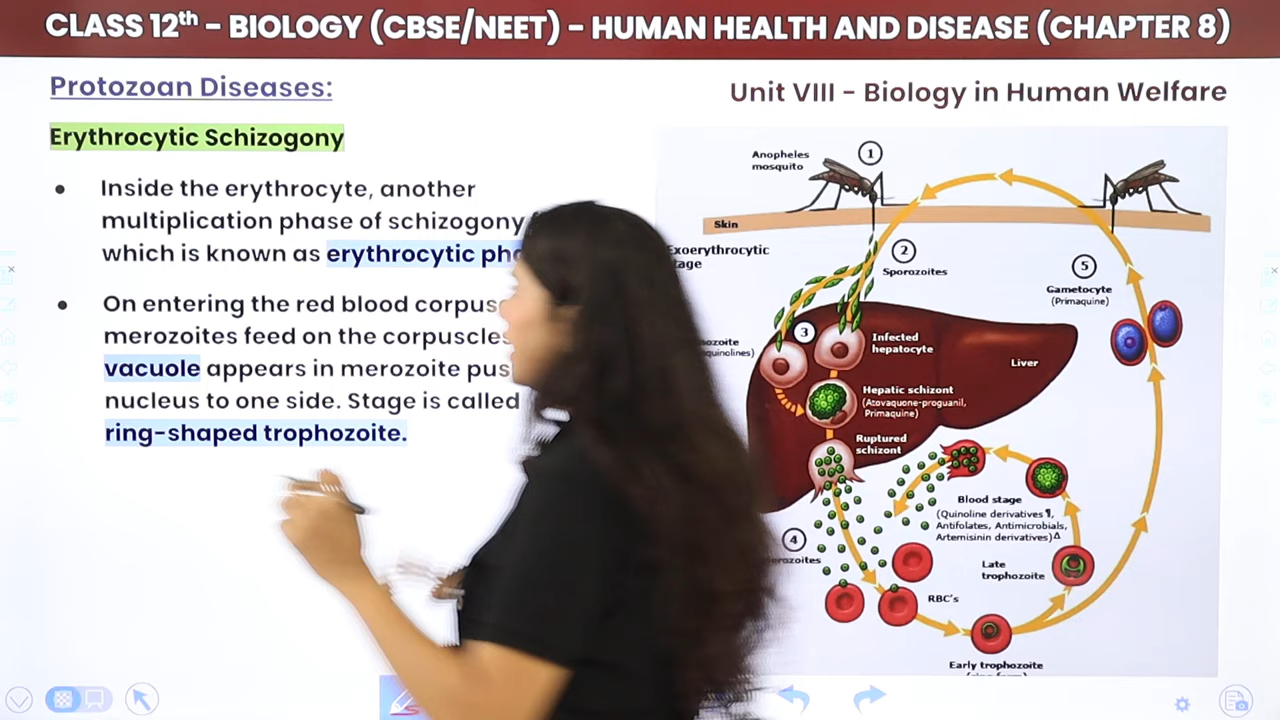 CLASS 12th – BIOLOGY (CBSE/NEET) – HUMAN HEALTH AND DISEASE (CHAPTER 8)
Protozoan Diseases:
Unit VIII – Biology in Human Welfare
Erythrocytic Schizogony
• Inside the erythrocyte, another
multiplication phase of schizogony
which is known as erythrocytic
• On entering the red blood
merozoites feed on the corpuscles
vacuole appears in merozoite
nucleus to one side. Stage is called
ring-shaped trophozoite.
Anopheles
mosquito
1
Skin
Exoerythrocytic
2
Sporozoites
5
Gametocyte
(Primaquine)
3
Infected
hepatocyte
Liver
Hepatic schizont
(Atovaquone-proguanil,
Primaquine)
Ruptured
schizont
Blood stage
(Quinoline derivatives¶,
Antifolates, Antimicrobials,
Artemisinin derivatives)Δ
4
Late
trophozoite
RBC's
Early trophozoite